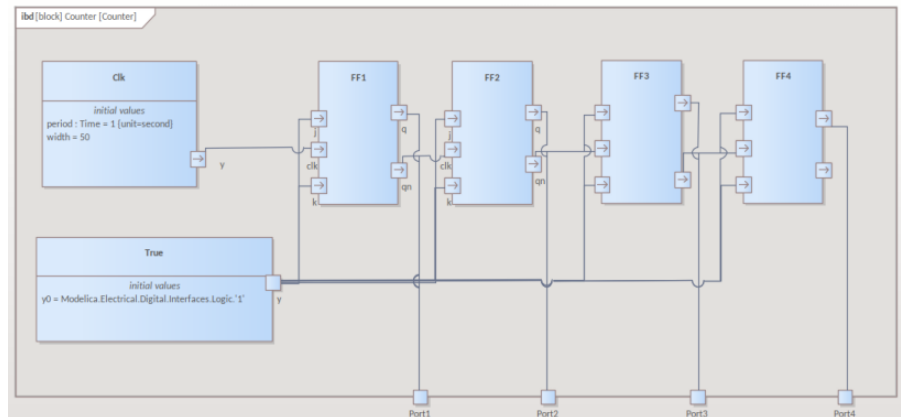 ibd [block] Counter [Counter]
Clk
initial values
period : Time = 1 {unit=second}
width = 50
y
FF1
j
clk
k
q
qn
FF2
j
clk
k
q
qn
FF3
FF4
True
initial values
y0 = Modelica.Electrical.Digital.Interfaces.Logic.'1'
y
Port1
Port2
Port3
Port4